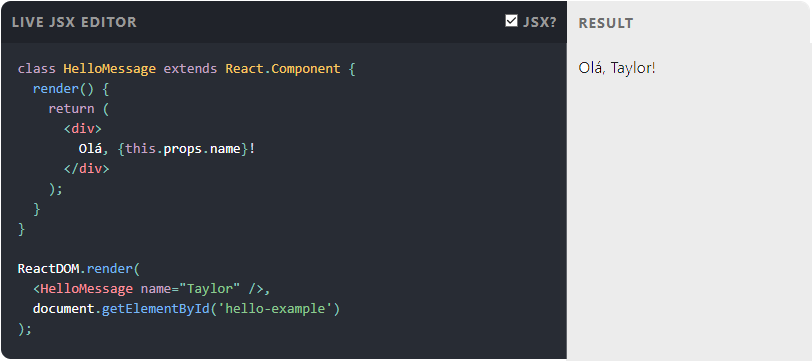 LIVE JSX EDITOR
JSX?
RESULT
class HelloMessage extends React.Component {
  render() {
    return (
      <div>
        Olá, {this.props.name}!
      </div>
    );
  }
}
ReactDOM.render(
  <HelloMessage name="Taylor" />,
  document.getElementById('hello-example')
);
Olá, Taylor!